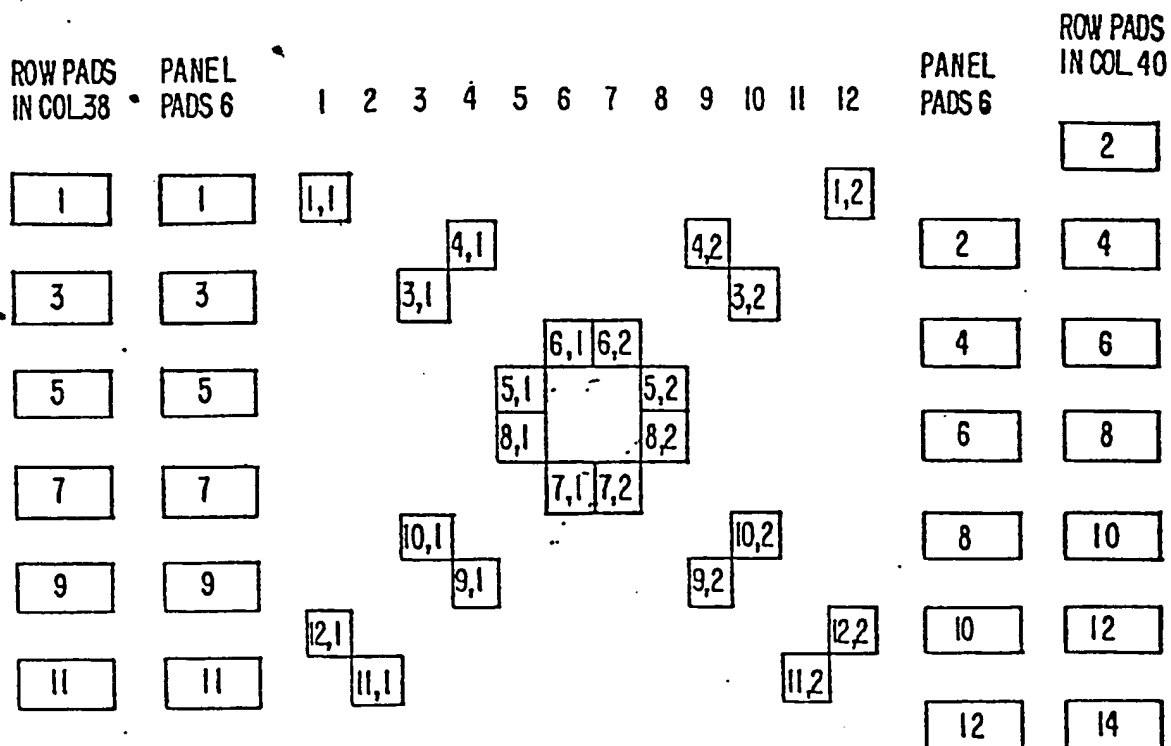 ROW PADS
IN COL. 40
ROW PADS
IN COL.38
PANEL
PADS 6
1 2 3 4 5 6 7 8 9 10 11 12
PANEL
PADS 6
2
1 1 1,1 1,2
4,1 4,2 2 4
3 3 3,1 3,2
6,1 6,2 4 6
5 5 5,1 5,2
8,1 8,2 6 8
7 7 7,1 7,2
10,1 10,2 8 10
9 9 9,1 9,2
12,1 12,2 10 12
11 11 11,1 11,2
12 14